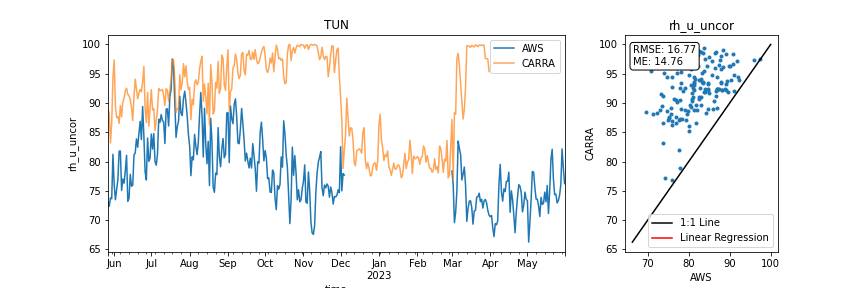 TUN
rh_u_uncor
100
95
90
85
80
75
70
65
AWS
CARRA
Jun Jul Aug Sep Oct Nov Dec Jan Feb Mar Apr May
2023
time
rh_u_uncor
CARRA
100
95
90
85
80
75
70
65
RMSE: 16.77
ME: 14.76
1:1 Line
Linear Regression
70 80 90 100
AWS